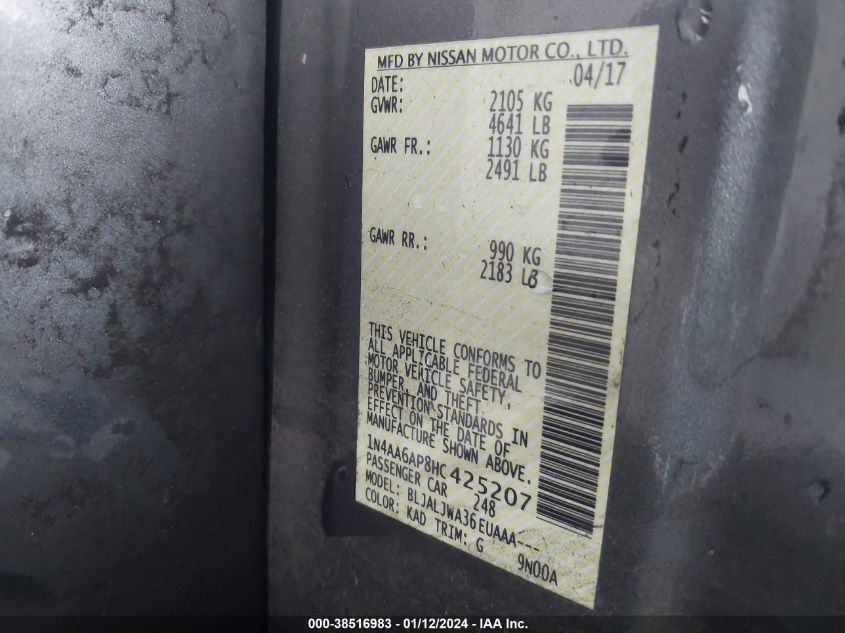 MFD BY NISSAN MOTOR CO., LTD.
DATE: 04/17
GVWR: 2105 KG
4641 LB
GAWR FR.: 1130 KG
2491 LB
GAWR RR.: 990 KG
2183 LB
THIS VEHICLE CONFORMS TO
ALL APPLICABLE FEDERAL
MOTOR VEHICLE SAFETY,
BUMPER, AND THEFT
PREVENTION STANDARDS IN
EFFECT ON THE DATE OF
MANUFACTURE SHOWN ABOVE.
1N4AA6AP8HC425207
PASSENGER CAR 248
MODEL: BLJALJWA36EUAAA---
COLOR: KAD TRIM: G 9N00A
000-38516983 - 01/12/2024 - IAA Inc.